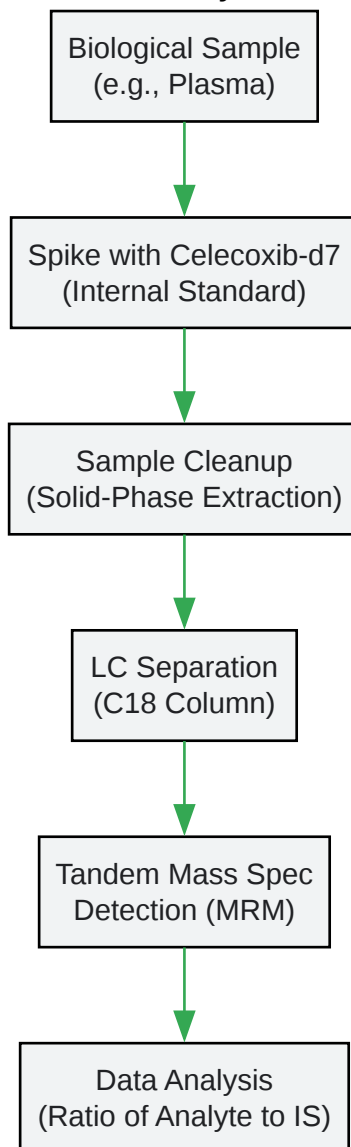 Biological Sample
(e.g., Plasma)
Spike with Celecoxib-d7
(Internal Standard)
Sample Cleanup
(Solid-Phase Extraction)
LC Separation
(C18 Column)
Tandem Mass Spec
Detection (MRM)
Data Analysis
(Ratio of Analyte to IS)